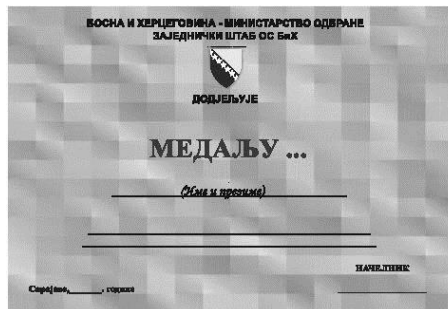 БОСНА И ХЕРЦЕГОВИНА - МИНИСТАРСТВО ОДБРАНЕ
ЗАЈЕДНИЧКИ ШТАБ ОС БиХ
ДОДЈЕЉУЈЕ
МЕДАЉУ ...
(Име и презиме)
НАЧЕЛНИК
Сарајево,______. године